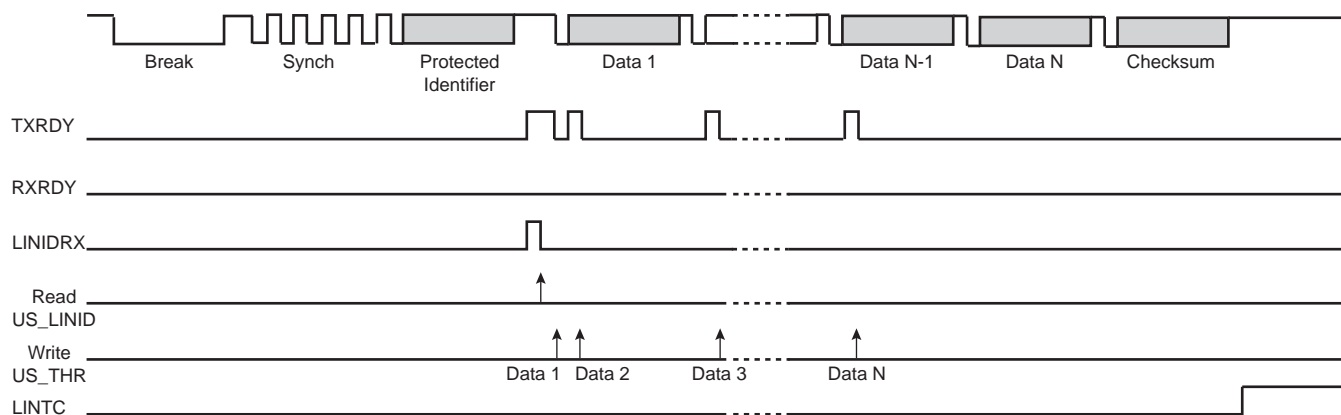 Break
Synch
Protected
Identifier
Data 1
Data N-1
Data N
Checksum
TXRDY
RXRDY
LINIDRX
Read
US_LINID
Write
US_THR
Data 1
Data 2
Data 3
Data N
LINTC